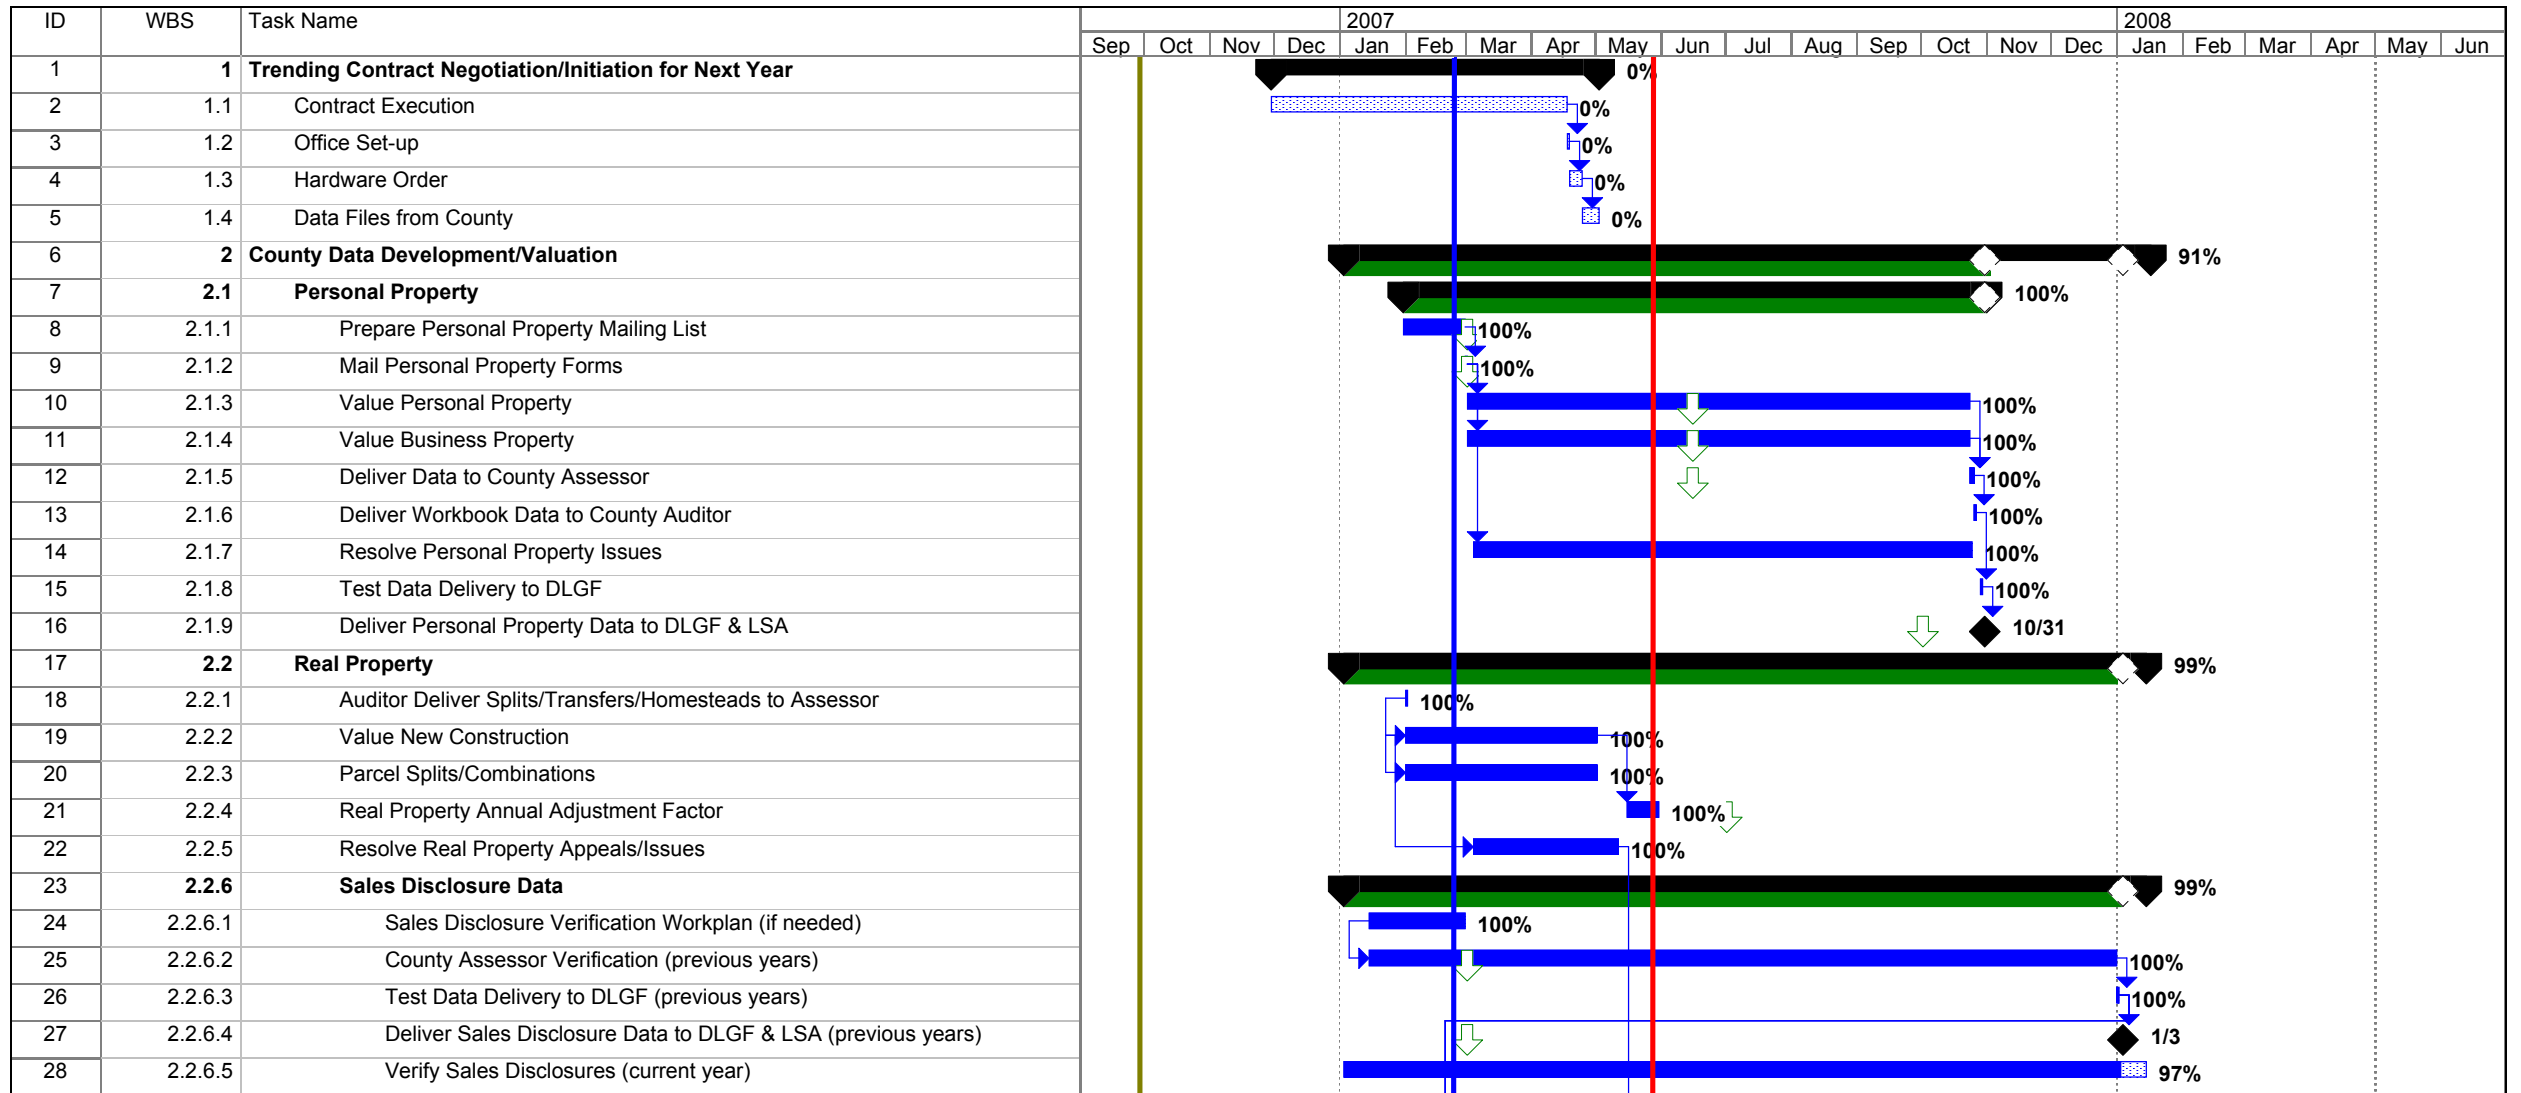 ID WBS Task Name 2007 2008
Sep Oct Nov Dec Jan Feb Mar Apr May Jun Jul Aug Sep Oct Nov Dec Jan Feb Mar Apr May Jun
1 1 Trending Contract Negotiation/Initiation for Next Year 0%
2 1.1 Contract Execution 0%
3 1.2 Office Set-up 0%
4 1.3 Hardware Order 0%
5 1.4 Data Files from County 0%
6 2 County Data Development/Valuation 91%
7 2.1 Personal Property 100%
8 2.1.1 Prepare Personal Property Mailing List 100%
9 2.1.2 Mail Personal Property Forms 100%
10 2.1.3 Value Personal Property 100%
11 2.1.4 Value Business Property 100%
12 2.1.5 Deliver Data to County Assessor 100%
13 2.1.6 Deliver Workbook Data to County Auditor 100%
14 2.1.7 Resolve Personal Property Issues 100%
15 2.1.8 Test Data Delivery to DLGF 100%
16 2.1.9 Deliver Personal Property Data to DLGF & LSA 10/31
17 2.2 Real Property 99%
18 2.2.1 Auditor Deliver Splits/Transfers/Homesteads to Assessor 100%
19 2.2.2 Value New Construction 100%
20 2.2.3 Parcel Splits/Combinations 100%
21 2.2.4 Real Property Annual Adjustment Factor 100%
22 2.2.5 Resolve Real Property Appeals/Issues 100%
23 2.2.6 Sales Disclosure Data 99%
24 2.2.6.1 Sales Disclosure Verification Workplan (if needed) 100%
25 2.2.6.2 County Assessor Verification (previous years) 100%
26 2.2.6.3 Test Data Delivery to DLGF (previous years) 100%
27 2.2.6.4 Deliver Sales Disclosure Data to DLGF & LSA (previous years) 1/3
28 2.2.6.5 Verify Sales Disclosures (current year) 97%